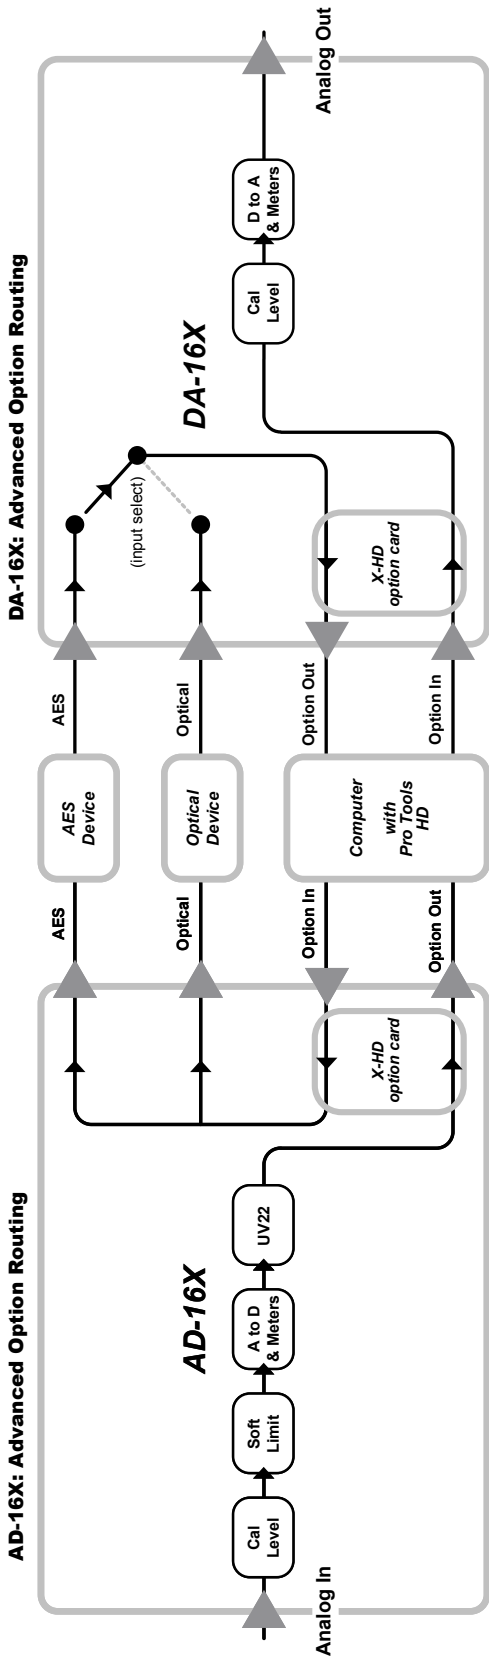 AD-16X: Advanced Option Routing
DA-16X: Advanced Option Routing
AD-16X
Analog In
Cal
Level
Soft
Limit
A to D
& Meters
UV22
X-HD
option card
AES
Optical
Option In
Option Out
AES
Device
Optical
Device
Computer
with
Pro Tools
HD
AES
Optical
Option Out
Option In
(input select)
X-HD
option card
DA-16X
Cal
Level
D to A
& Meters
Analog Out